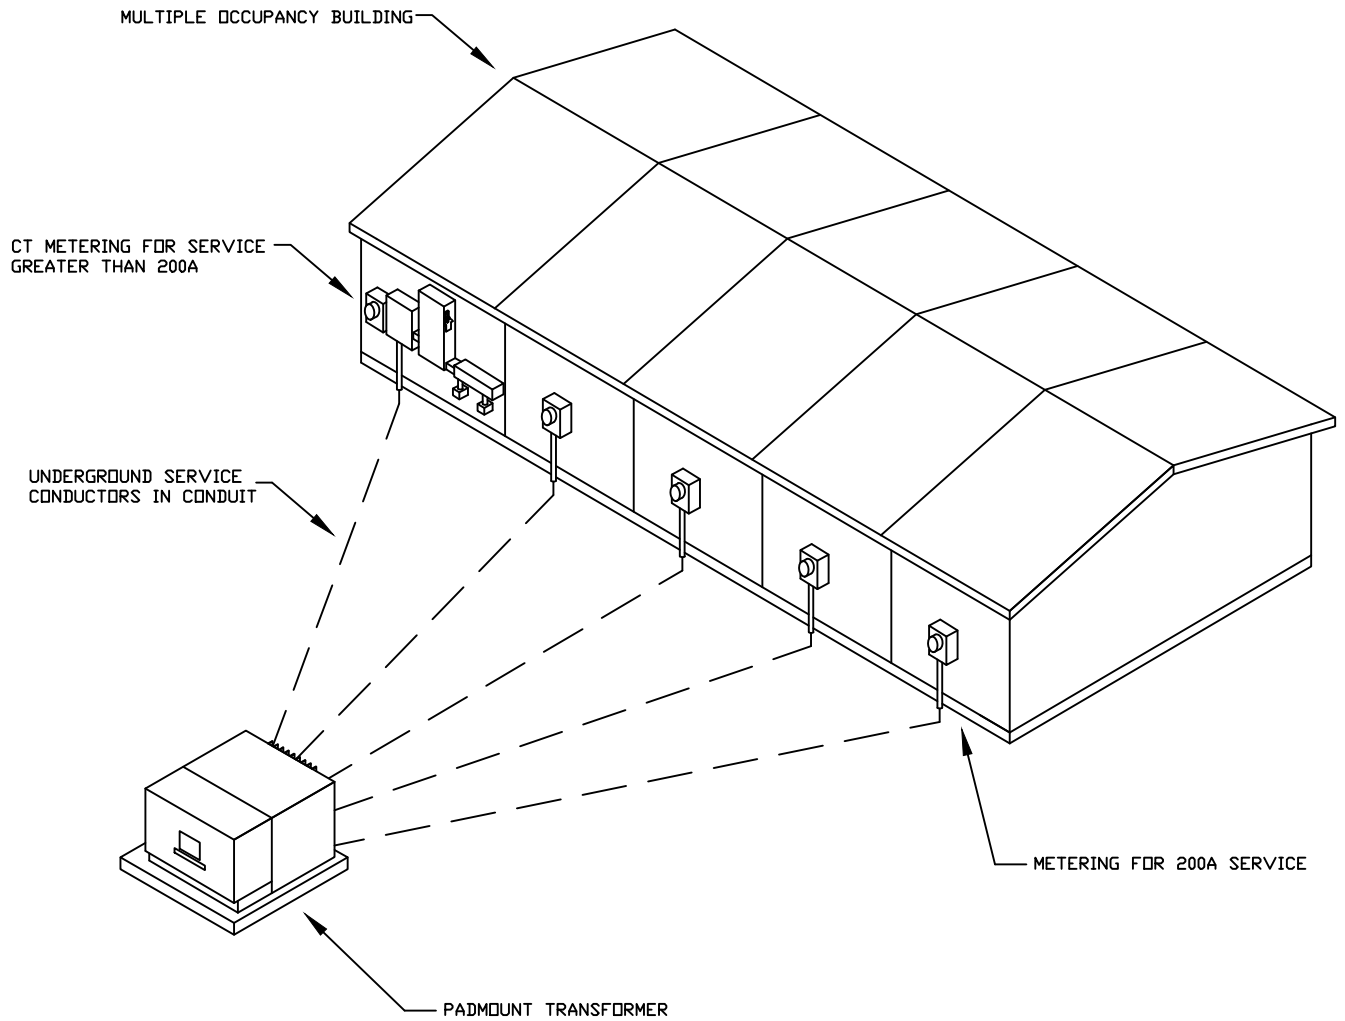 MULTIPLE OCCUPANCY BUILDING
CT METERING FOR SERVICE
GREATER THAN 200A
UNDERGROUND SERVICE
CONDUCTORS IN CONDUIT
METERING FOR 200A SERVICE
PADMOUNT TRANSFORMER